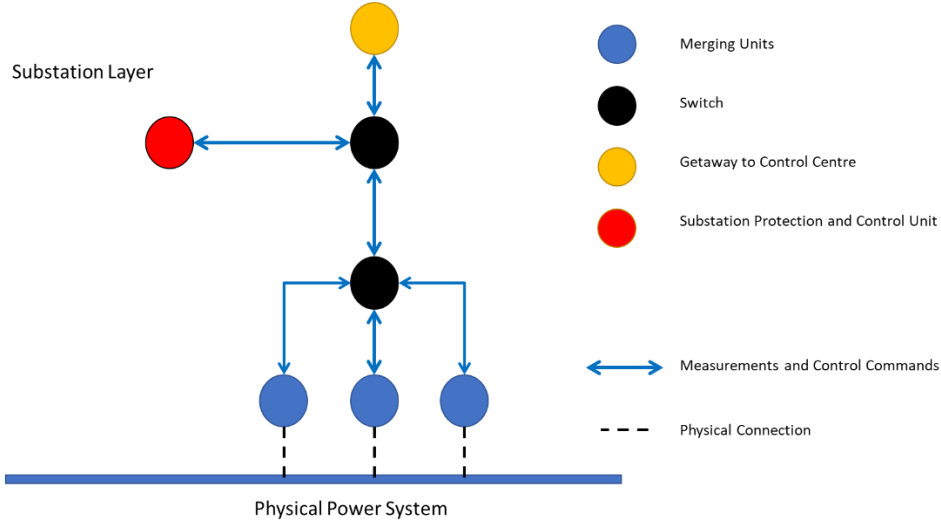 Merging Units
Substation Layer
Switch
Getaway to Control Centre
Substation Protection and Control Unit
Measurements and Control Commands
Physical Connection
Physical Power System